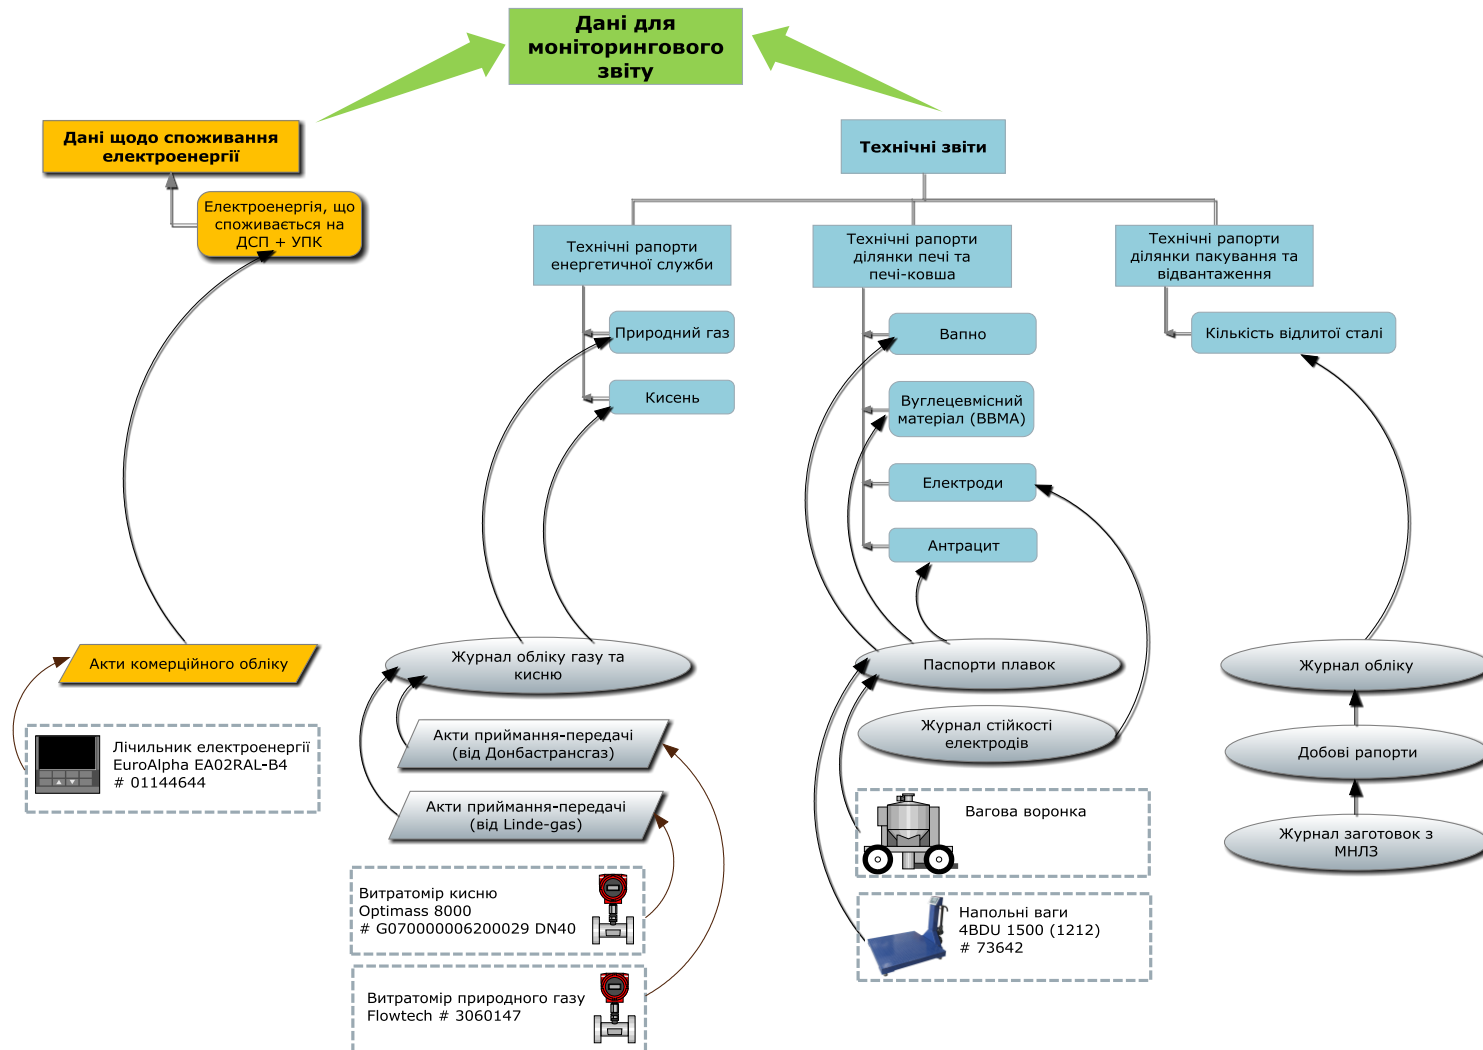 Дані для
моніторингового
звіту
Дані щодо споживання
електроенергії
Технічні звіти
Електроенергія, що
споживається на
ДСП + УПК
Технічні рапорти
енергетичної служби
Технічні рапорти
ділянки печі та
печі-ковша
Технічні рапорти
ділянки пакування та
відвантаження
Природний газ
Вапно
Кількість відлитої сталі
Кисень
Вуглецевмісний
матеріал (ВВМА)
Електроди
Антрацит
Акти комерційного обліку
Журнал обліку газу та
кисню
Паспорти плавок
Журнал обліку
Лічильник електроенергії
EuroAlpha EA02RAL-B4
# 01144644
Акти приймання-передачі
(від Донбастрансгаз)
Журнал стійкості
електродів
Добові рапорти
Акти приймання-передачі
(від Linde-gas)
Вагова воронка
Журнал заготовок з
МНЛЗ
Витратомір кисню
Optimass 8000
# G070000006200029 DN40
Напольні ваги
4BDU 1500 (1212)
# 73642
Витратомір природного газу
Flowtech # 3060147